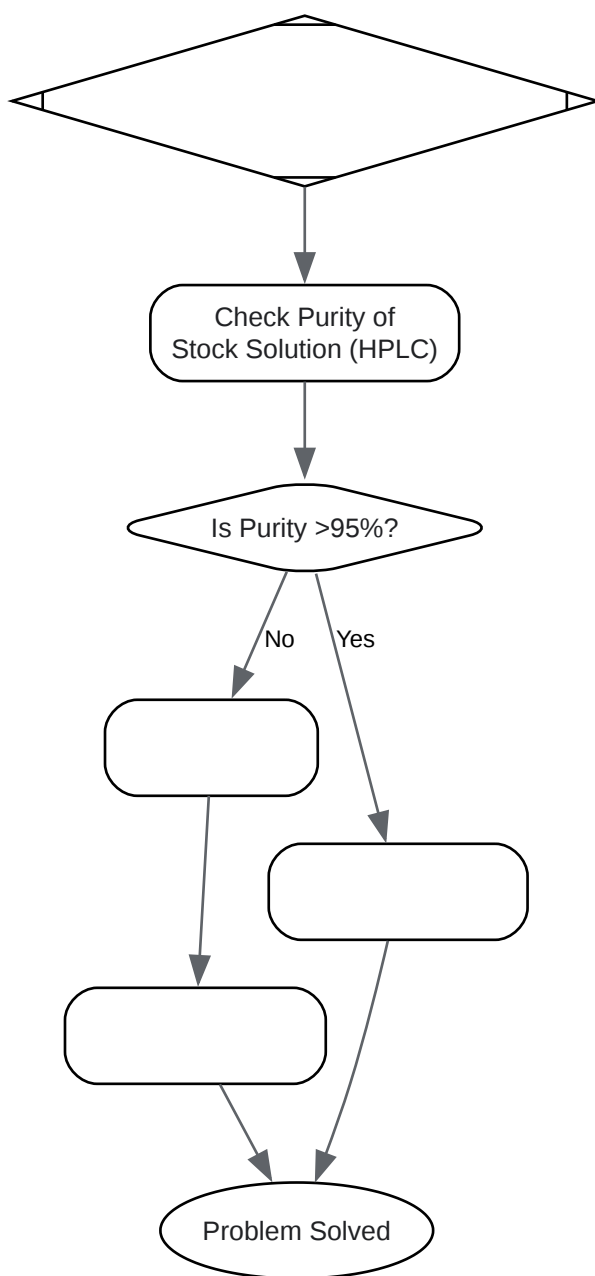 Check Purity of
Stock Solution (HPLC)
Is Purity >95%?
No
Yes
Problem Solved